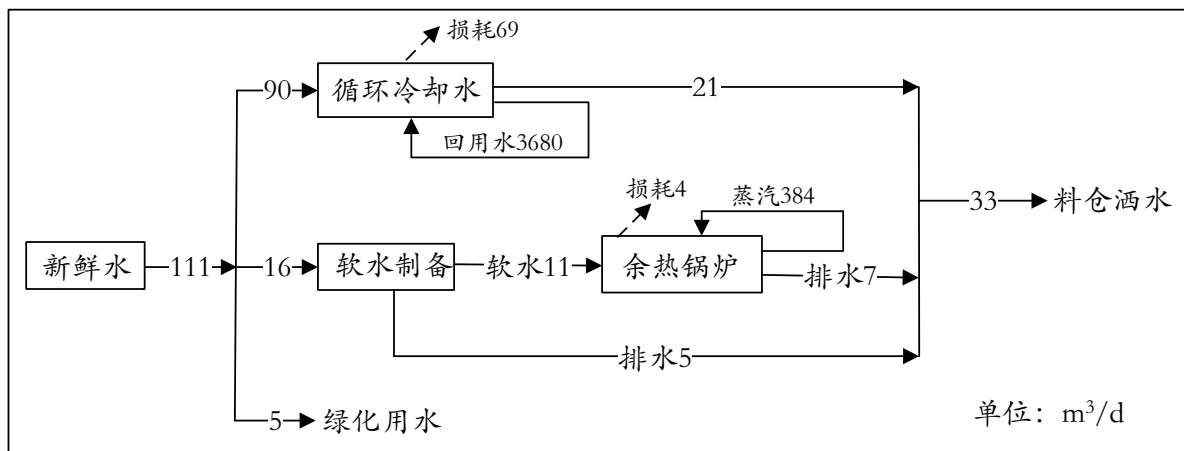 损耗69
90
循环冷却水
21
回用水3680
损耗4
蒸汽384
33
料仓洒水
新鲜水
111
16
软水制备
软水11
余热锅炉
排水7
排水5
5
绿化用水
单位：m³/d